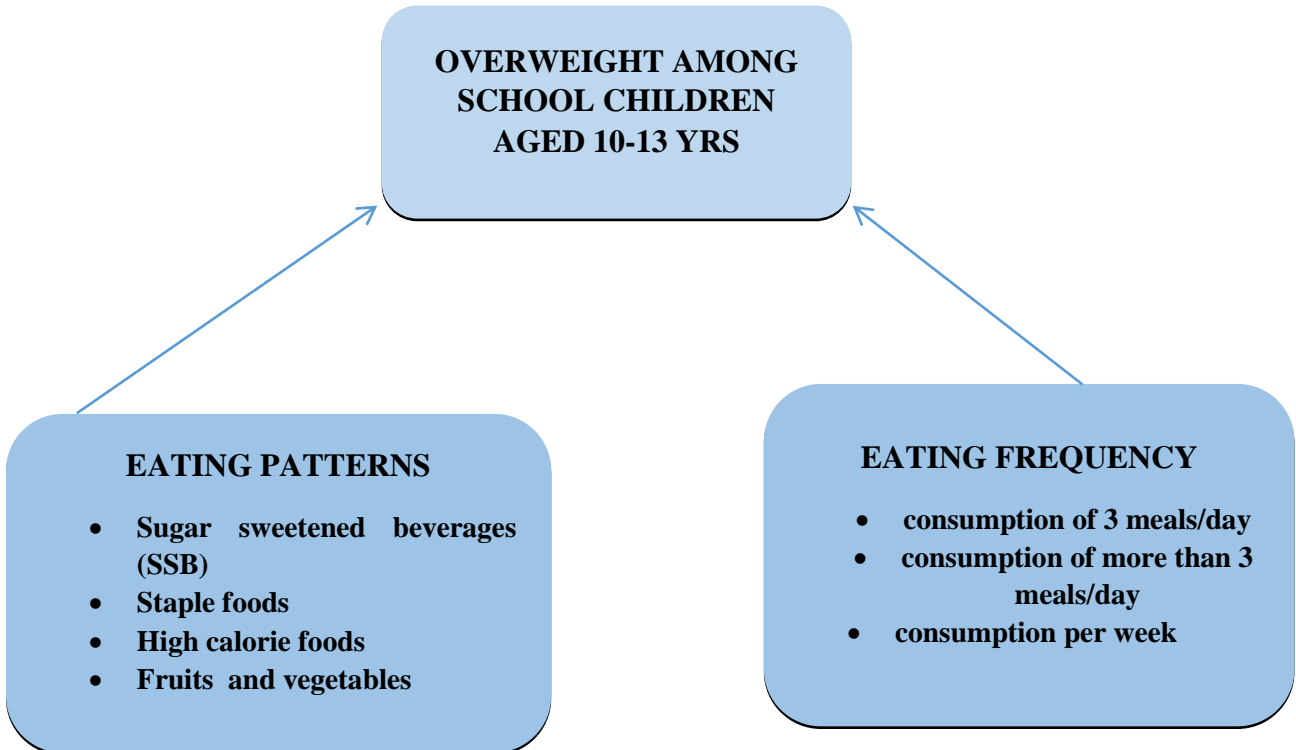 OVERWEIGHT AMONG
SCHOOL CHILDREN
AGED 10-13 YRS
EATING PATTERNS
• Sugar sweetened beverages
(SSB)
• Staple foods
• High calorie foods
• Fruits and vegetables
EATING FREQUENCY
• consumption of 3 meals/day
• consumption of more than 3
meals/day
• consumption per week